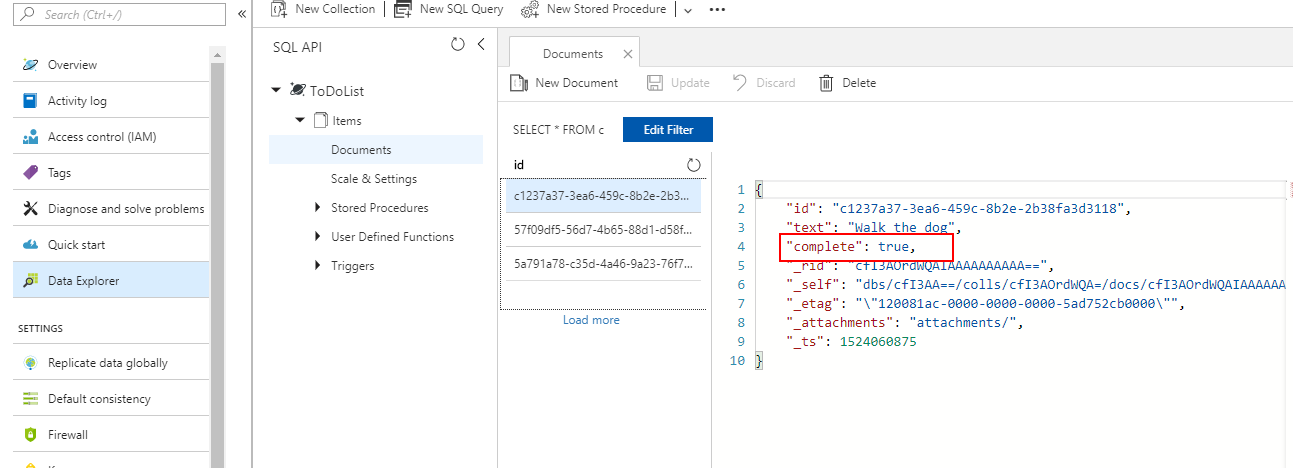 Search (Ctrl+/)
«
Overview
Activity log
Access control (IAM)
Tags
Diagnose and solve problems
Quick start
Data Explorer
SETTINGS
Replicate data globally
Default consistency
Firewall
New Collection
New SQL Query
New Stored Procedure
SQL API
ToDoList
Items
Documents
Scale & Settings
Stored Procedures
User Defined Functions
Triggers
Documents
New Document
Update
Discard
Delete
SELECT * FROM c
Edit Filter
id
c1237a37-3ea6-459c-8b2e-2b3...
57f09df5-56d7-4b65-88d1-d58f...
5a791a78-c35d-4a46-9a23-76f7...
Load more
1 {
2 "id": "c1237a37-3ea6-459c-8b2e-2b38fa3d3118",
3 "text": "Walk the dog",
4 "complete": true,
5 "_rid": "cfI3AOrdWQAIAAAAAAAAAA==",
6 "_self": "dbs/cfI3AA==/colls/cfI3AOrdWQA=/docs/cfI3AOrdWQAIAAAAAA
7 "_etag": "\"120081ac-0000-0000-0000-5ad752cb0000\"",
8 "_attachments": "attachments/",
9 "_ts": 1524060875
10 }